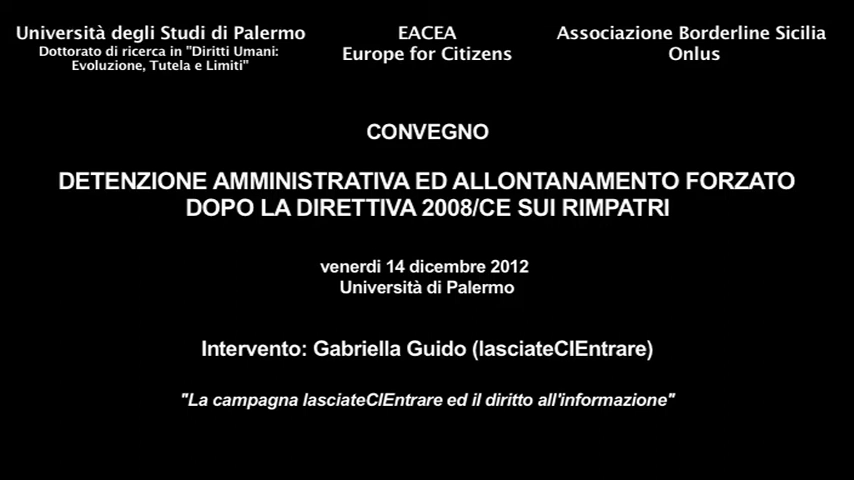 Università degli Studi di Palermo
Dottorato di ricerca in "Diritti Umani:
Evoluzione, Tutela e Limiti"
EACEA
Europe for Citizens
Associazione Borderline Sicilia
Onlus
CONVEGNO
DETENZIONE AMMINISTRATIVA ED ALLONTANAMENTO FORZATO
DOPO LA DIRETTIVA 2008/CE SUI RIMPATRI
venerdi 14 dicembre 2012
Università di Palermo
Intervento: Gabriella Guido (lasciateCIEntrare)
"La campagna lasciateCIEntrare ed il diritto all'informazione"